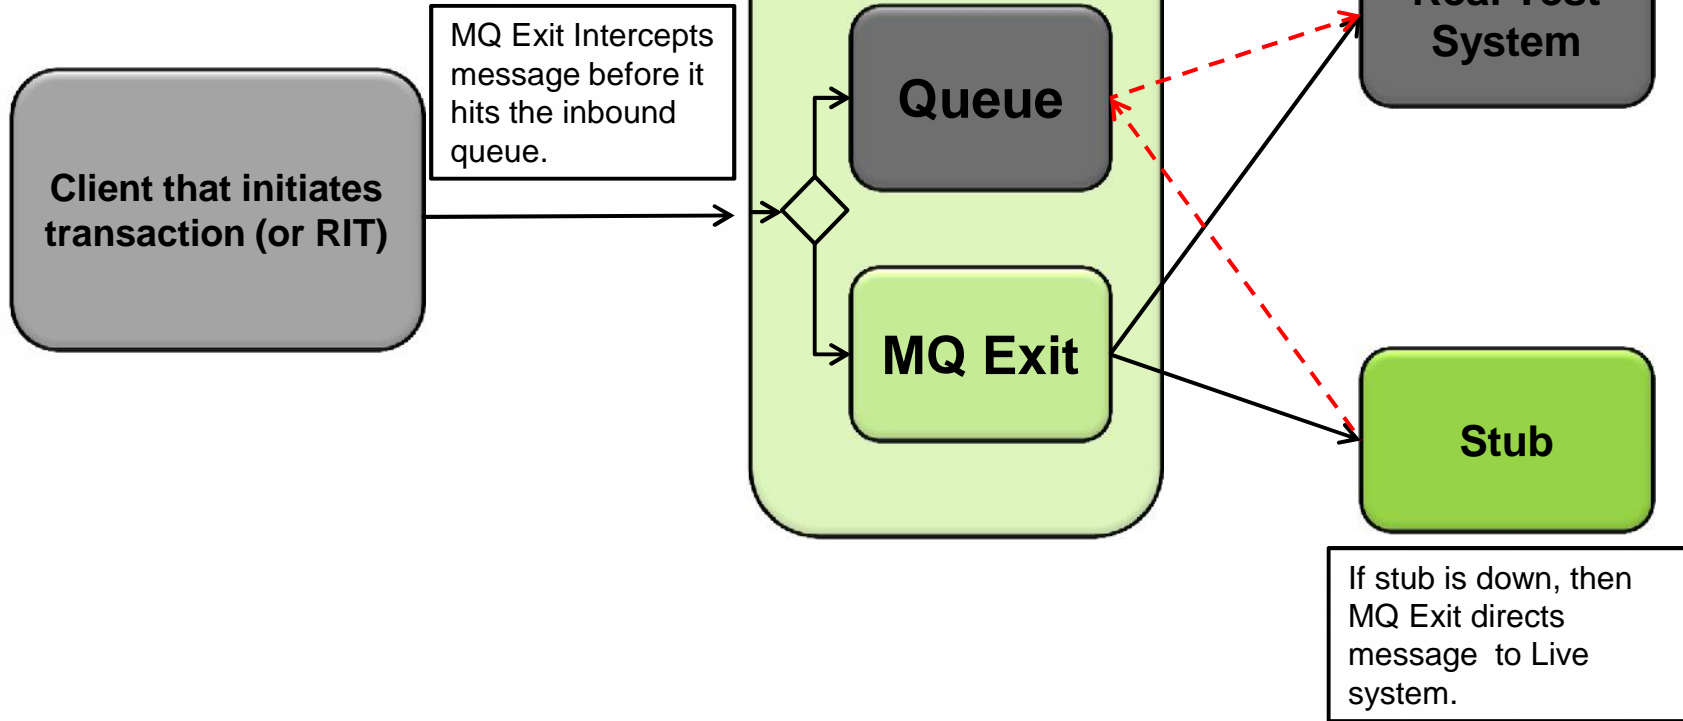 MQ Exit Intercepts
message before it
hits the inbound
queue.
Client that initiates
transaction (or RIT)
Queue
MQ Exit
System
Stub
If stub is down, then
MQ Exit directs
message  to Live
system.